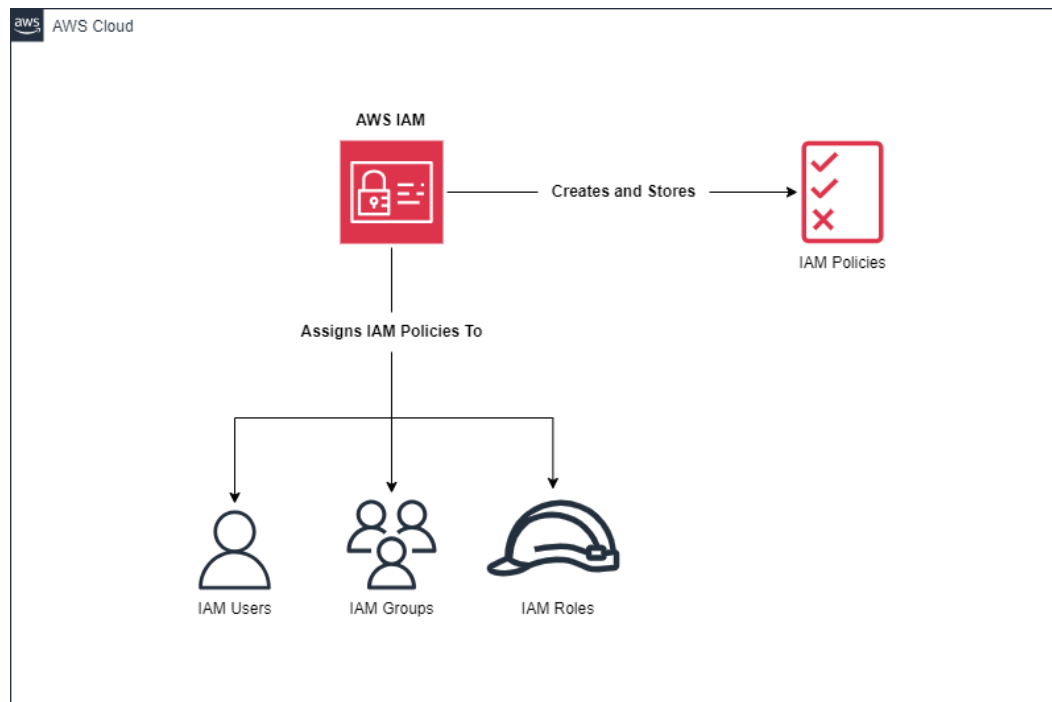 aws
AWS Cloud
AWS IAM
Creates and Stores
IAM Policies
Assigns IAM Policies To
IAM Users
IAM Groups
IAM Roles